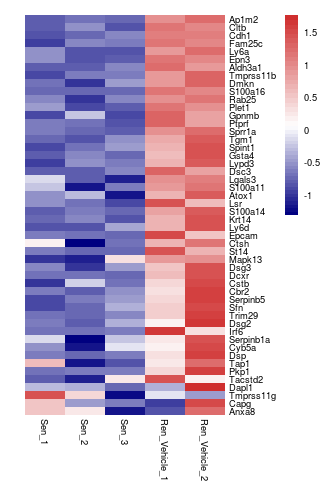 Ap1m2
Cltb
Cdh1
Fam25c
Ly6a
Epn3
Aldh3a1
Tmprss11b
Dmkn
S100a16
Rab25
Plet1
Gpnmb
Ptprf
Sprr1a
Tgm1
Spint1
Gsta4
Lypd3
Dsc3
Lgals3
S100a11
Atox1
Lsr
S100a14
Krt14
Ly6d
Epcam
Ctsh
St14
Mapk13
Dsg3
Dcxr
Cstb
Cbr2
Serpinb5
Sfn
Trim29
Dsg2
Irf6
Serpinb1a
Cyb5a
Dsp
Tap1
Pkp1
Tacstd2
Dapl1
Tmprss11g
Capg
Anxa8
Sen_1
Sen_2
Sen_3
Ren_Vehicle_1
Ren_Vehicle_2
1.5
1
0.5
0
-0.5
-1